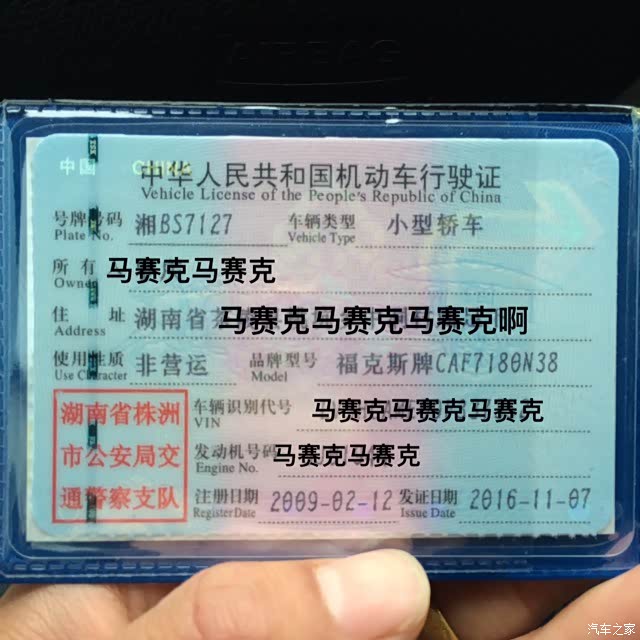 AIRBAG
中国 CHINA
中华人民共和国机动车行驶证
Vehicle License of the People's Republic of China
号牌号码 湘BS7127 车辆类型 小型轿车
Plate No. Vehicle Type
所有 马赛克马赛克
Owner
住 址 湖南省 马赛克马赛克马赛克啊
Address
使用性质 非营运 品牌型号 福克斯牌CAF7180N38
Use Character Model
车辆识别代号 马赛克马赛克马赛克
VIN
发动机号码 马赛克马赛克
Engine No.
湖南省株洲
市公安局交
通警察支队
注册日期 2009-02-12 发证日期 2016-11-07
Register Date Issue Date
汽车之家